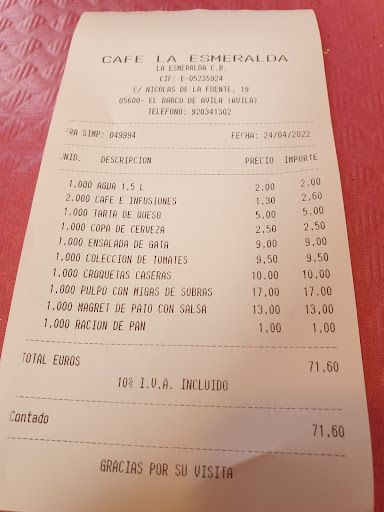 CAFE LA ESMERALDA
LA ESMERALDA C.B.
CIF: E-05235924
C/ NICOLAS DE LA FUENTE, 19
05600- EL BARCO DE AVILA (AVILA)
TELEFONO: 920341302
RA SIMP: 049994 FECHA: 24/04/2022
UNID. DESCRIPCION PRECIO IMPORTE
1,000 AGUA 1,5 L 2,00 2,00
2,000 CAFE E INFUSIONES 1,30 2,60
1,000 TARTA DE QUESO 5,00 5,00
1,000 COPA DE CERVEZA 2,50 2,50
1,000 ENSALADA DE GATA 9,00 9,00
1,000 COLECCION DE TOMATES 9,50 9,50
1,000 CROQUETAS CASERAS 10,00 10,00
1,000 PULPO CON MIGAS DE SOBRAS 17,00 17,00
1,000 MAGRET DE PATO CON SALSA 13,00 13,00
1,000 RACION DE PAN 1,00 1,00
TOTAL EUROS 71,60
10% I.V.A. INCLUIDO
Contado 71,60
GRACIAS POR SU VISITA